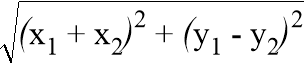 √((x₁ + x₂)² + (y₁ - y₂)²)